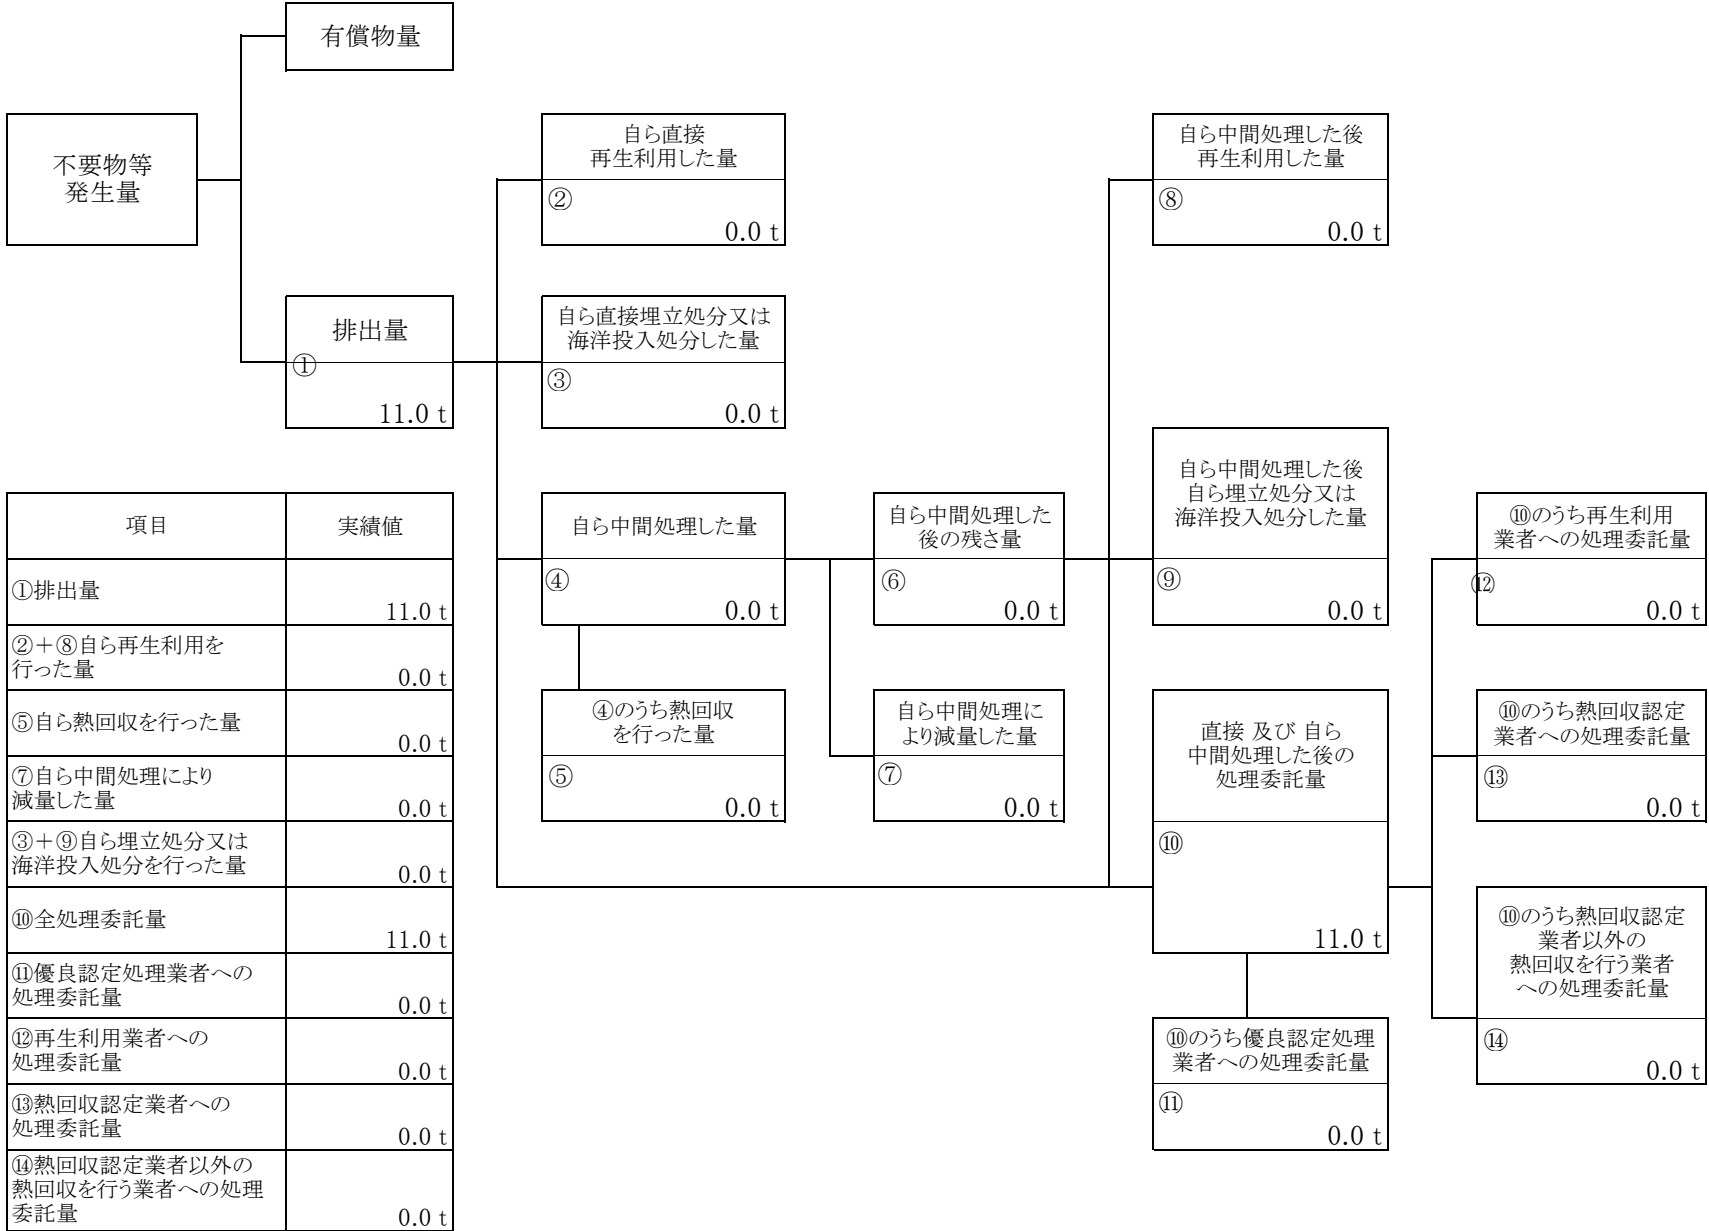 有償物量
不要物等
発生量
自ら直接
再生利用した量
②
0.0 t
自ら中間処理した後
再生利用した量
⑧
0.0 t
排出量
①
11.0 t
自ら直接埋立処分又は
海洋投入処分した量
③
0.0 t
自ら中間処理した量
④
0.0 t
自ら中間処理した
後の残さ量
⑥
0.0 t
自ら中間処理した後
自ら埋立処分又は
海洋投入処分した量
⑨
0.0 t
⑩のうち再生利用
業者への処理委託量
⑫
0.0 t
④のうち熱回収
を行った量
⑤
0.0 t
自ら中間処理に
より減量した量
⑦
0.0 t
直接 及び 自ら
中間処理した後の
処理委託量
⑩
11.0 t
⑩のうち熱回収認定
業者への処理委託量
⑬
0.0 t
⑩のうち熱回収認定
業者以外の
熱回収を行う業者
への処理委託量
⑭
0.0 t
⑩のうち優良認定処理
業者への処理委託量
⑪
0.0 t
項目 実績値
①排出量
11.0 t
②＋⑧自ら再生利用を
行った量
0.0 t
⑤自ら熱回収を行った量
0.0 t
⑦自ら中間処理により
減量した量
0.0 t
③＋⑨自ら埋立処分又は
海洋投入処分を行った量
0.0 t
⑩全処理委託量
11.0 t
⑪優良認定処理業者への
処理委託量
0.0 t
⑫再生利用業者への
処理委託量
0.0 t
⑬熱回収認定業者への
処理委託量
0.0 t
⑭熱回収認定業者以外の
熱回収を行う業者への処理
委託量
0.0 t